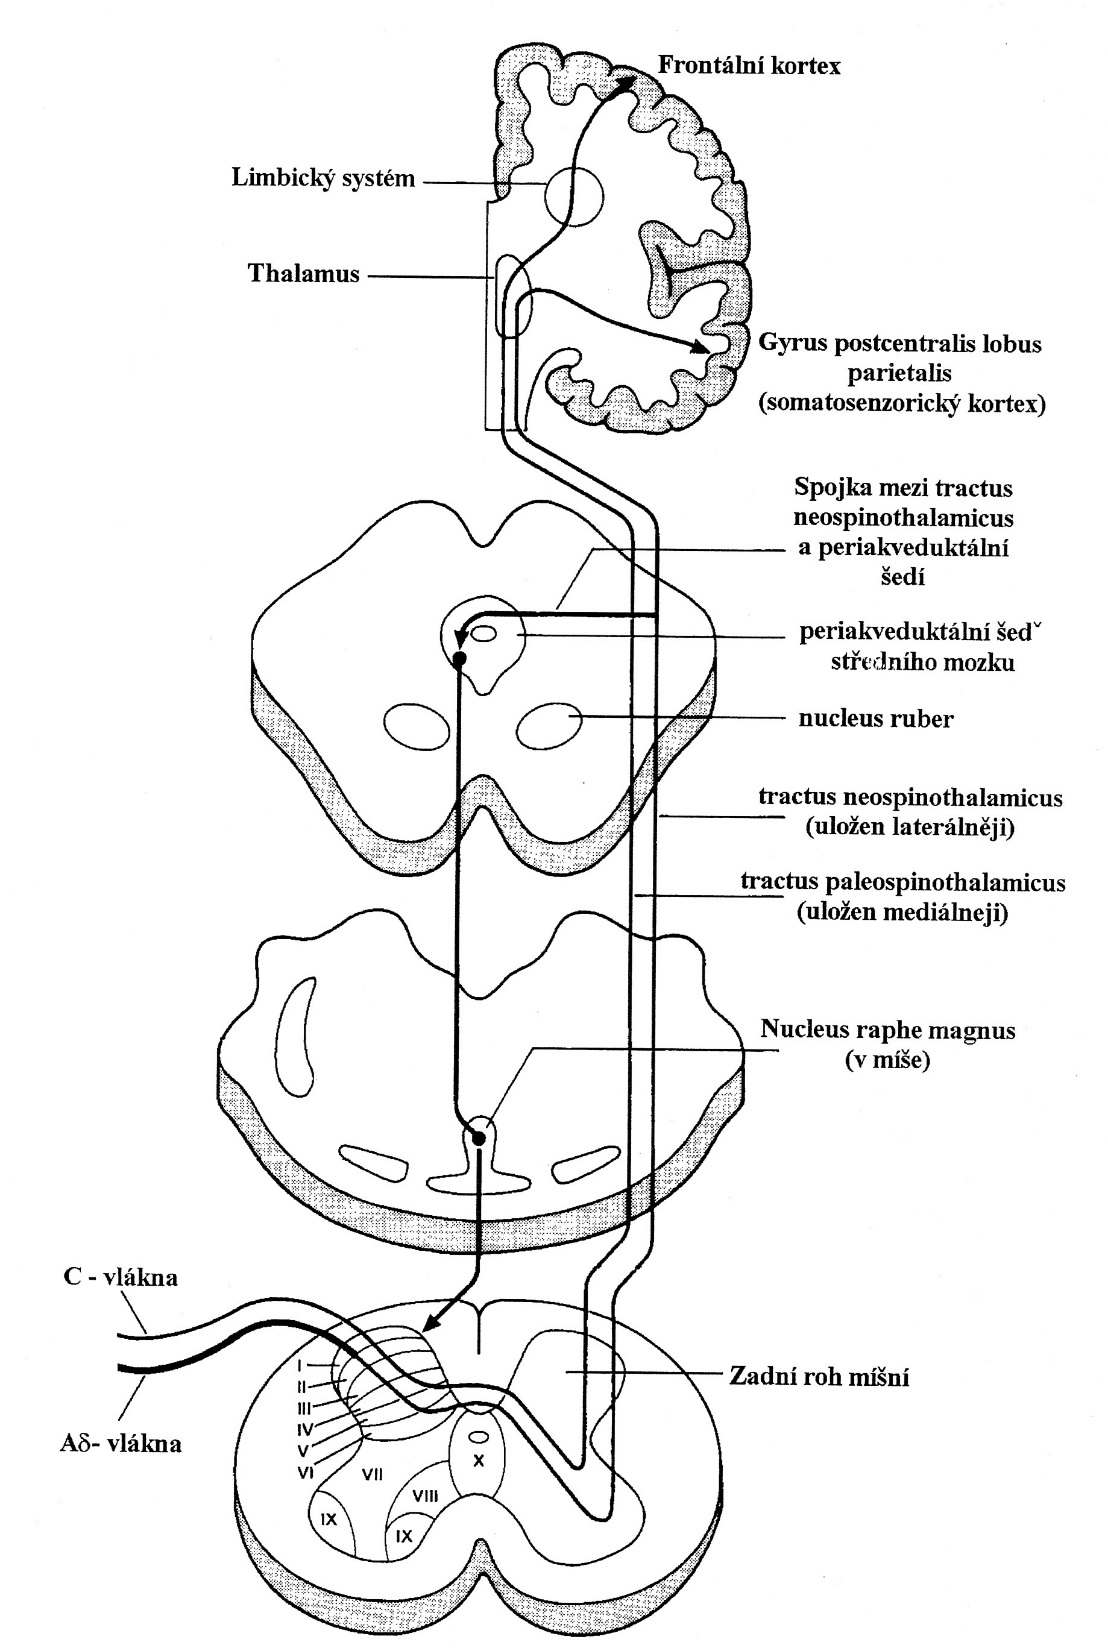 Frontální kortex
Limbický systém
Thalamus
Gyrus postcentralis lobus
parietalis
(somatosenzorický kortex)
Spojka mezi tractus
neospinothalamicus
a periakveduktální
šedí
periakveduktální šedˇ
středního mozku
nucleus ruber
tractus neospinothalamicus
(uložen laterálněji)
tractus paleospinothalamicus
(uložen mediálneji)
Nucleus raphe magnus
(v míše)
C - vlákna
Zadní roh míšní
Aδ- vlákna
I
II
III
IV
V
VI
VII
VIII
IX
IX
X